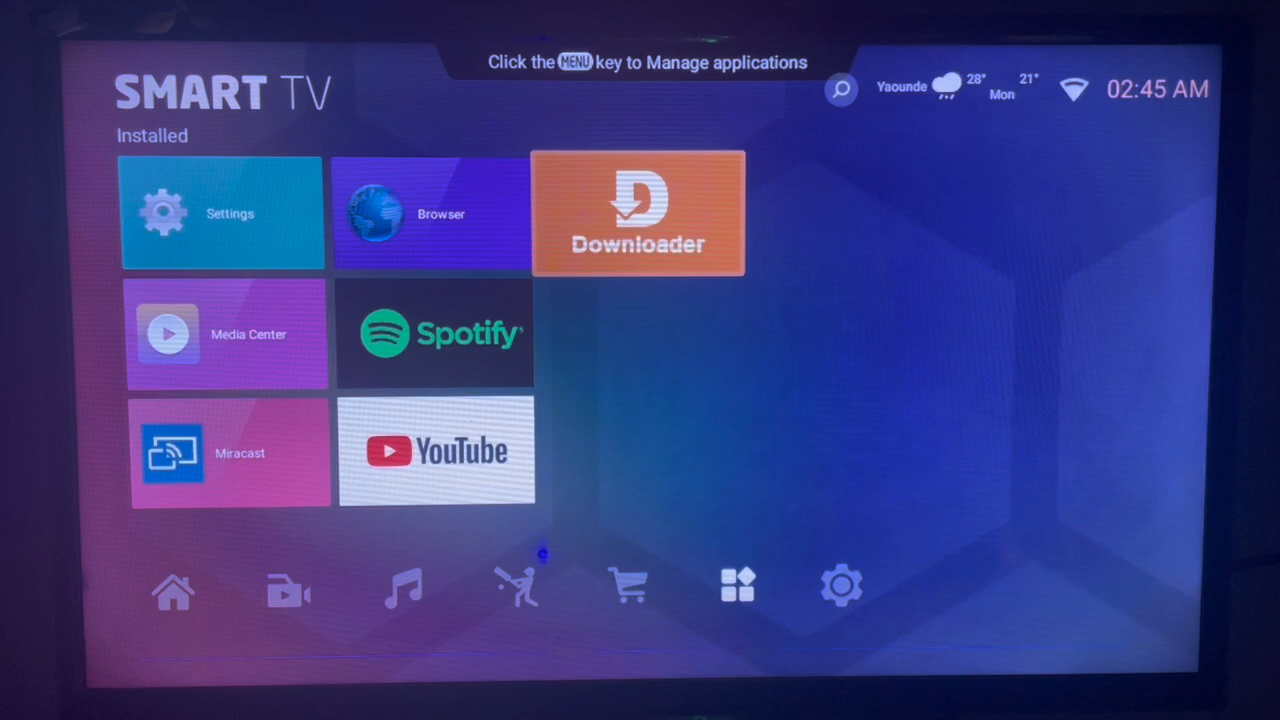 Click the MENU key to Manage applications
SMART TV
Yaounde 28° Mon 21° 02:45 AM
Installed
Settings
Browser
Downloader
Media Center
Spotify
Miracast
YouTube